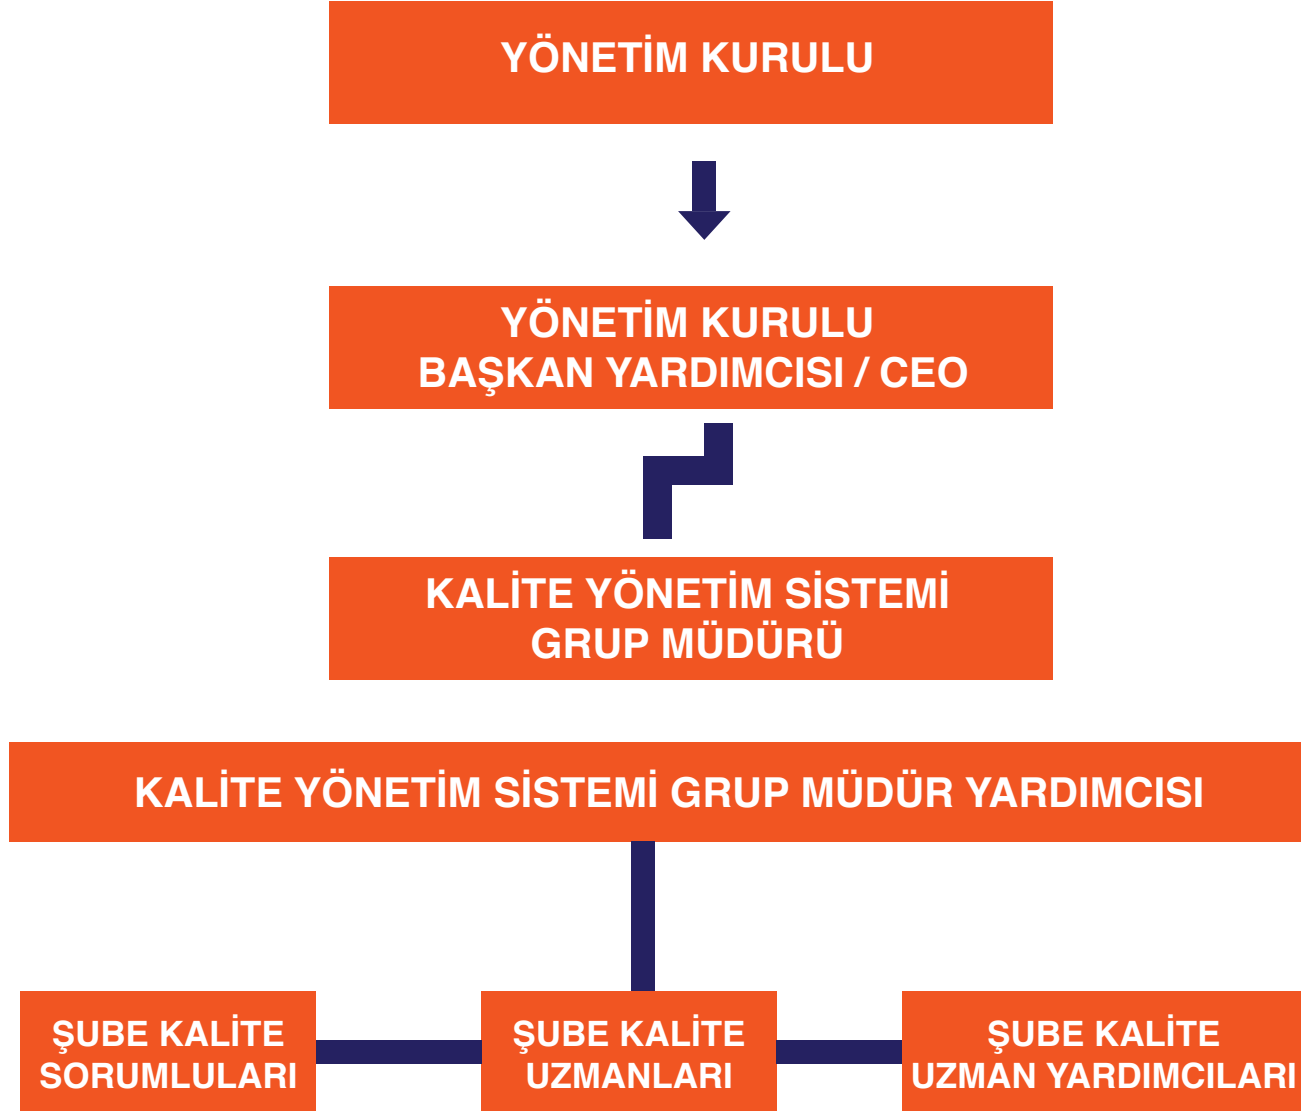 YÖNETİM KURULU
YÖNETİM KURULU
BAŞKAN YARDIMCISI / CEO
KALİTE YÖNETİM SİSTEMİ
GRUP MÜDÜRÜ
KALİTE YÖNETİM SİSTEMİ GRUP MÜDÜR YARDIMCISI
ŞUBE KALİTE
SORUMLULARI
ŞUBE KALİTE
UZMANLARI
ŞUBE KALİTE
UZMAN YARDIMCILARI